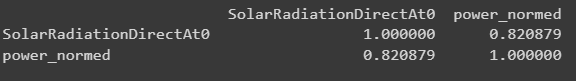 SolarRadiationDirectAt0 power_normed
SolarRadiationDirectAt0 1.000000 0.820879
power_normed 0.820879 1.000000